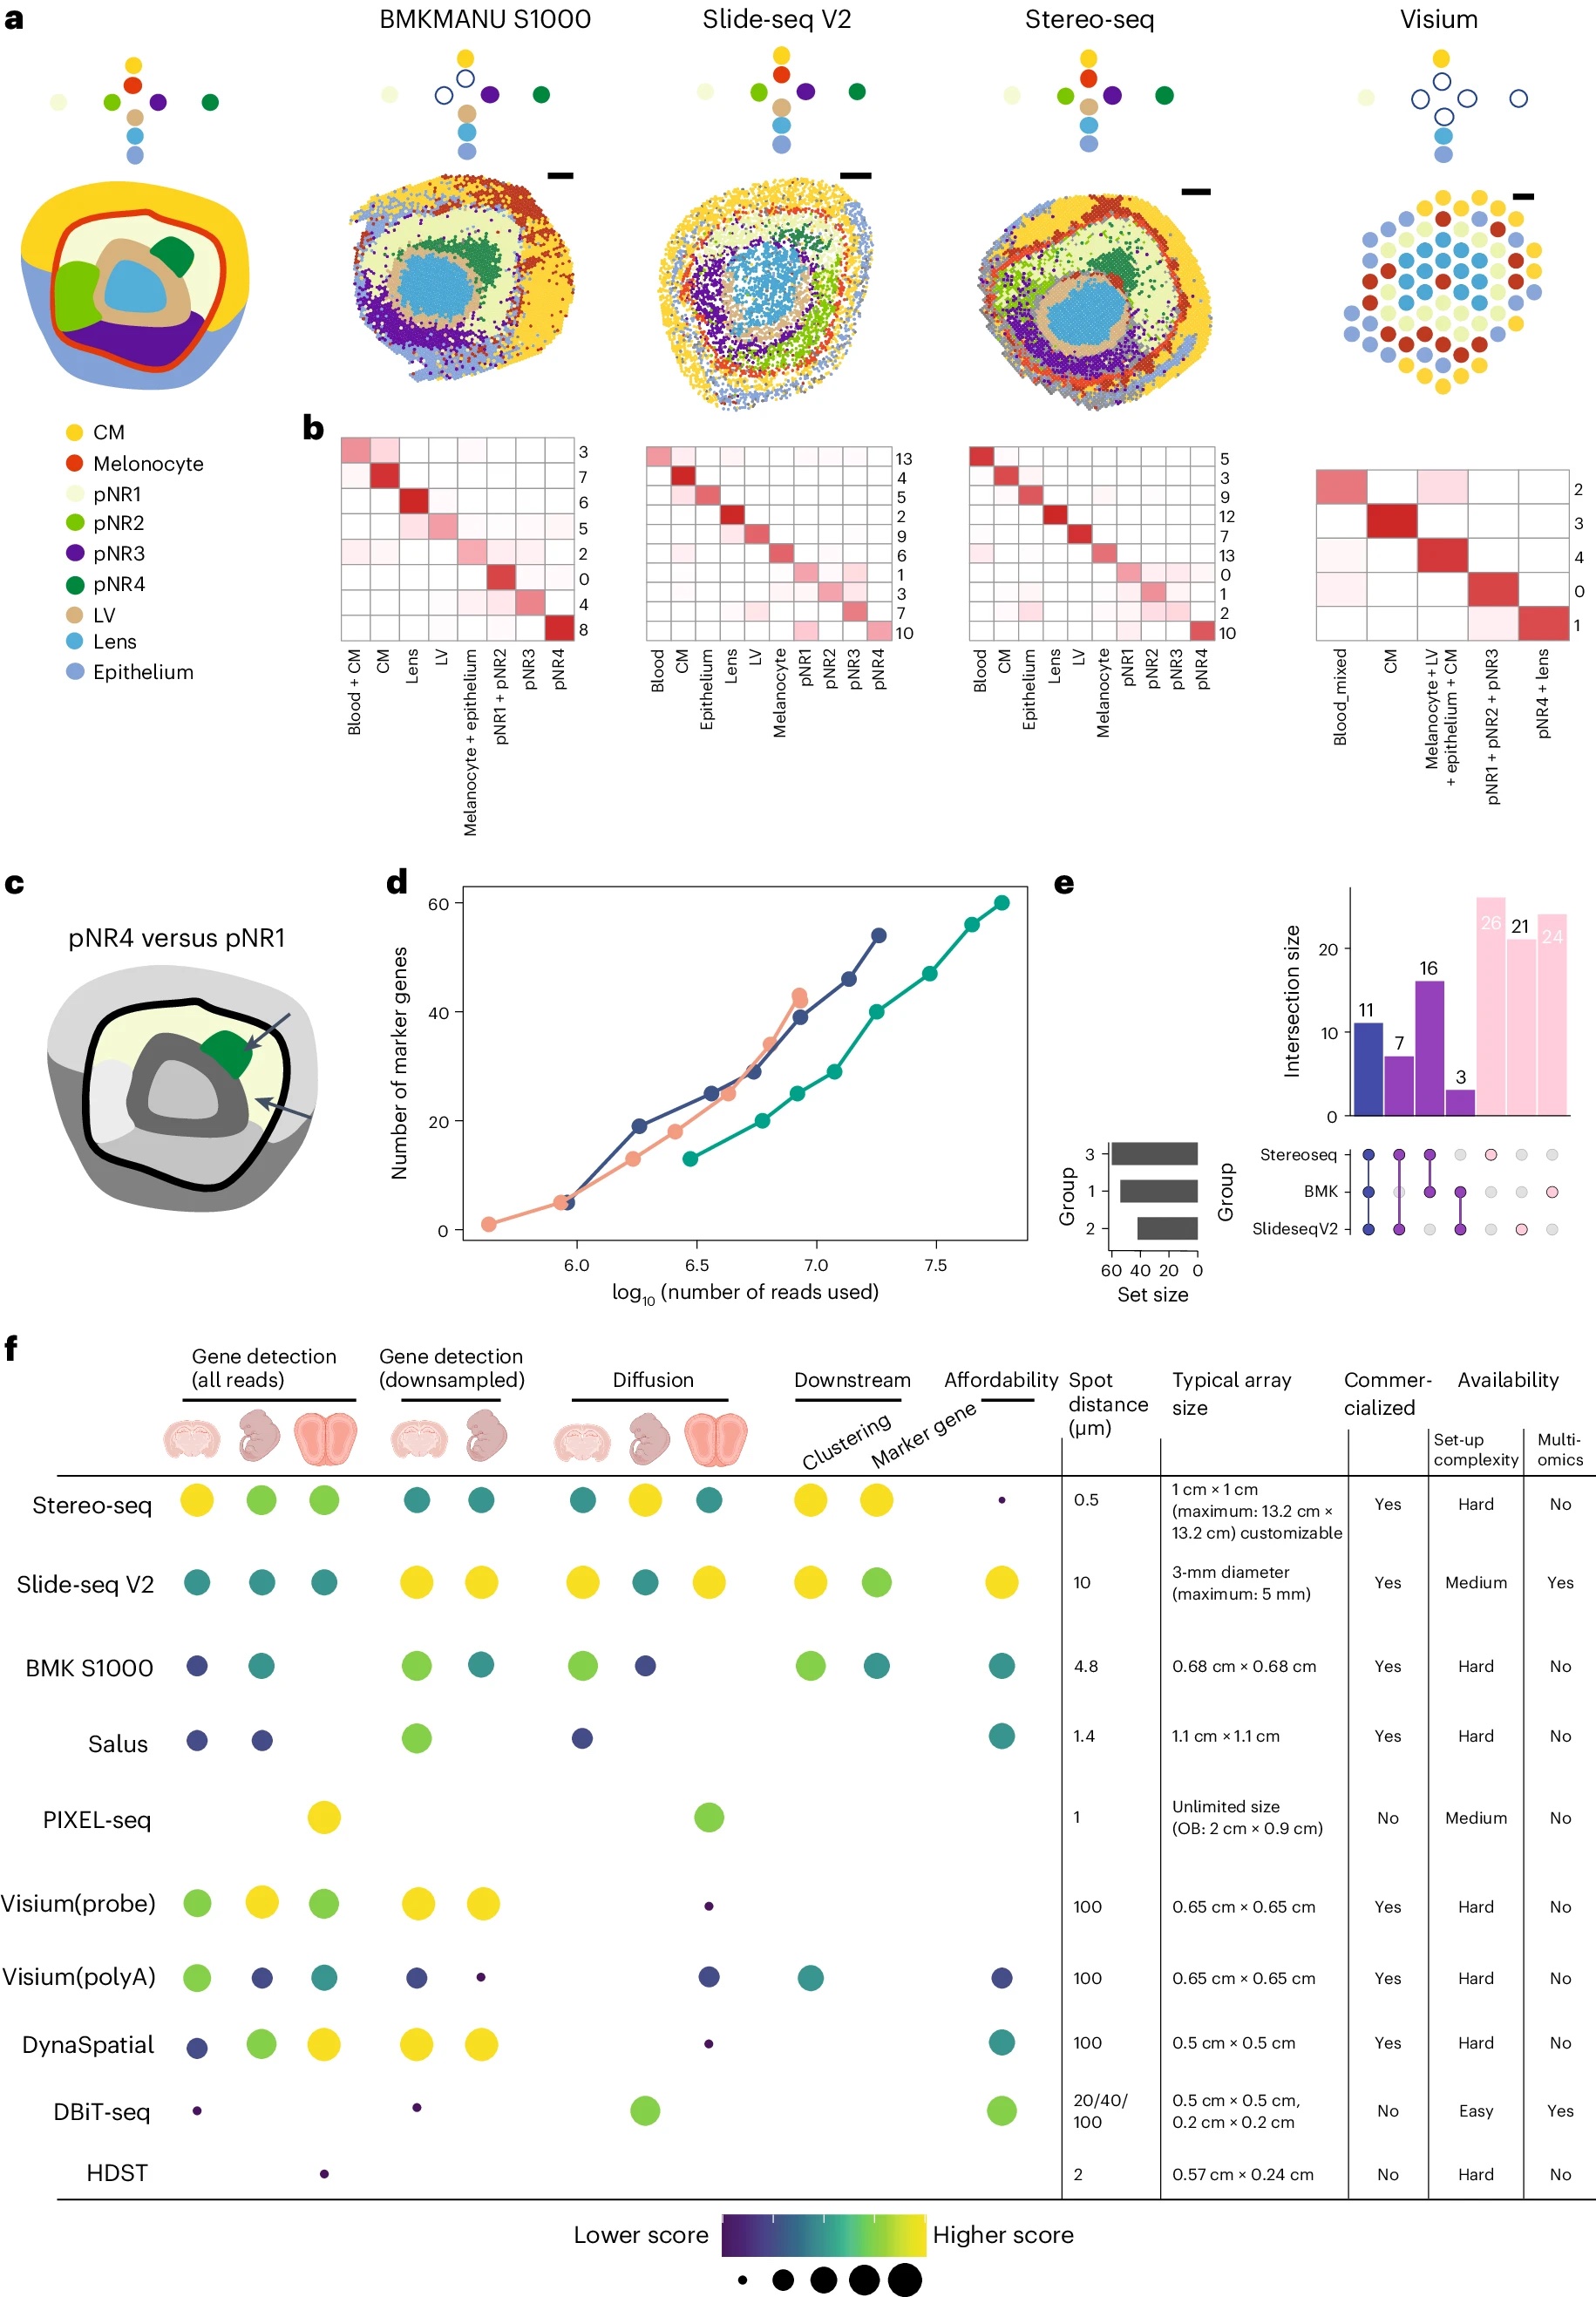 a
BMKMANU S1000
Slide-seq V2
Stereo-seq
Visium
CM
Melonocyte
pNR1
pNR2
pNR3
pNR4
LV
Lens
Epithelium
b
3
7
6
5
2
0
4
8
Blood + CM
CM
Lens
LV
Melanocyte + epithelium
pNR1 + pNR2
pNR3
pNR4
13
4
5
2
9
6
1
3
7
10
Blood
CM
Epithelium
Lens
LV
Melanocyte
pNR1
pNR2
pNR3
pNR4
5
3
9
12
7
13
0
1
2
10
Blood
CM
Epithelium
Lens
LV
Melanocyte
pNR1
pNR2
pNR3
pNR4
2
3
4
0
1
Blood_mixed
CM
Melanocyte + LV
+ epithelium + CM
pNR1 + pNR2 + pNR3
pNR4 + lens
c
pNR4 versus pNR1
d
Number of marker genes
60
40
20
0
6.0 6.5 7.0 7.5
log10 (number of reads used)
e
Intersection size
20
10
0
11
7
16
3
26
21
24
Group
3
1
2
60 40 20 0
Set size
Group
Stereoseq
BMK
SlideseqV2
f
Gene detection
(all reads)
Gene detection
(downsampled)
Diffusion
Downstream
Clustering
Marker gene
Affordability
Spot
distance
(µm)
Typical array
size
Commer-
cialized
Availability
Set-up
complexity
Multi-
omics
Stereo-seq
0.5
1 cm × 1 cm
(maximum: 13.2 cm ×
13.2 cm) customizable
Yes
Hard
No
Slide-seq V2
10
3-mm diameter
(maximum: 5 mm)
Yes
Medium
Yes
BMK S1000
4.8
0.68 cm × 0.68 cm
Yes
Hard
No
Salus
1.4
1.1 cm × 1.1 cm
Yes
Hard
No
PIXEL-seq
1
Unlimited size
(OB: 2 cm × 0.9 cm)
No
Medium
No
Visium(probe)
100
0.65 cm × 0.65 cm
Yes
Hard
No
Visium(polyA)
100
0.65 cm × 0.65 cm
Yes
Hard
No
DynaSpatial
100
0.5 cm × 0.5 cm
Yes
Hard
No
DBiT-seq
20/40/
100
0.5 cm × 0.5 cm,
0.2 cm × 0.2 cm
No
Easy
Yes
HDST
2
0.57 cm × 0.24 cm
No
Hard
No
Lower score
Higher score